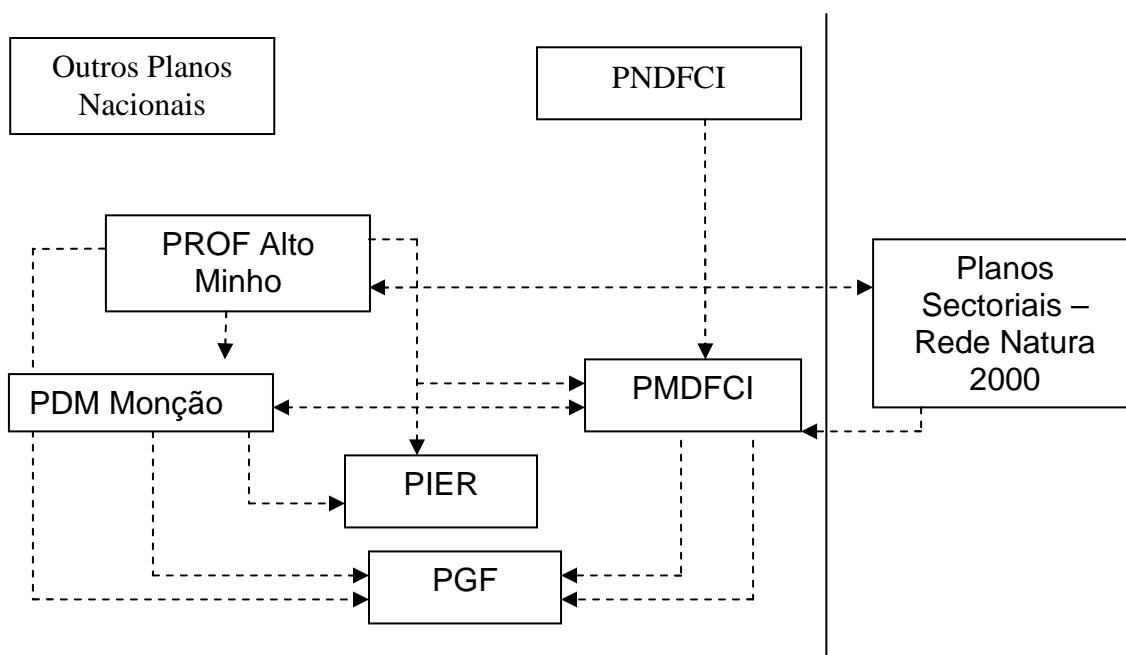 Outros Planos
Nacionais
PNDFCI
PROF Alto
Minho
Planos
Sectoriais –
Rede Natura
2000
PDM Monção
PMDFCI
PIER
PGF